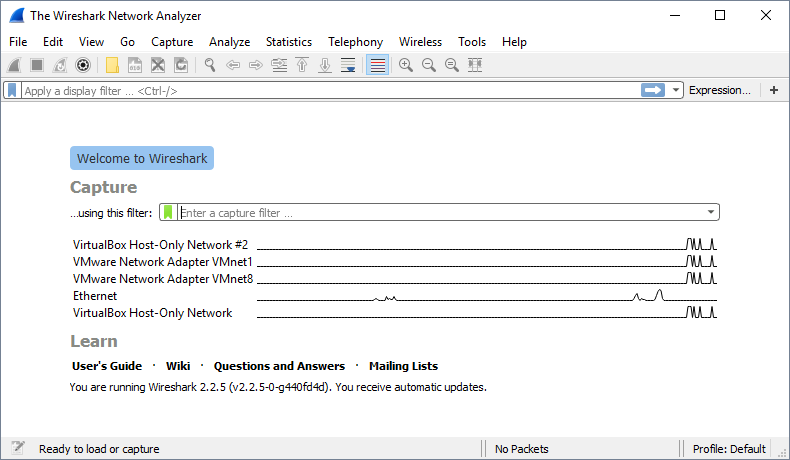 The Wireshark Network Analyzer
File Edit View Go Capture Analyze Statistics Telephony Wireless Tools Help
Apply a display filter ... <Ctrl-/> Expression... +
Welcome to Wireshark
Capture
...using this filter: Enter a capture filter ...
VirtualBox Host-Only Network #2
VMware Network Adapter VMnet1
VMware Network Adapter VMnet8
Ethernet
VirtualBox Host-Only Network
Learn
User's Guide · Wiki · Questions and Answers · Mailing Lists
You are running Wireshark 2.2.5 (v2.2.5-0-g440fd4d). You receive automatic updates.
Ready to load or capture No Packets Profile: Default